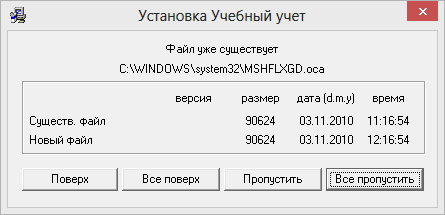 Установка Учебный учет
Файл уже существует
C:\WINDOWS\system32\MSHFLXGD.oca
версия размер дата (d.m.y) время
Существ. файл 90624 03.11.2010 11:16:54
Новый файл 90624 03.11.2010 12:16:54
Поверх Все поверх Пропустить Все пропустить